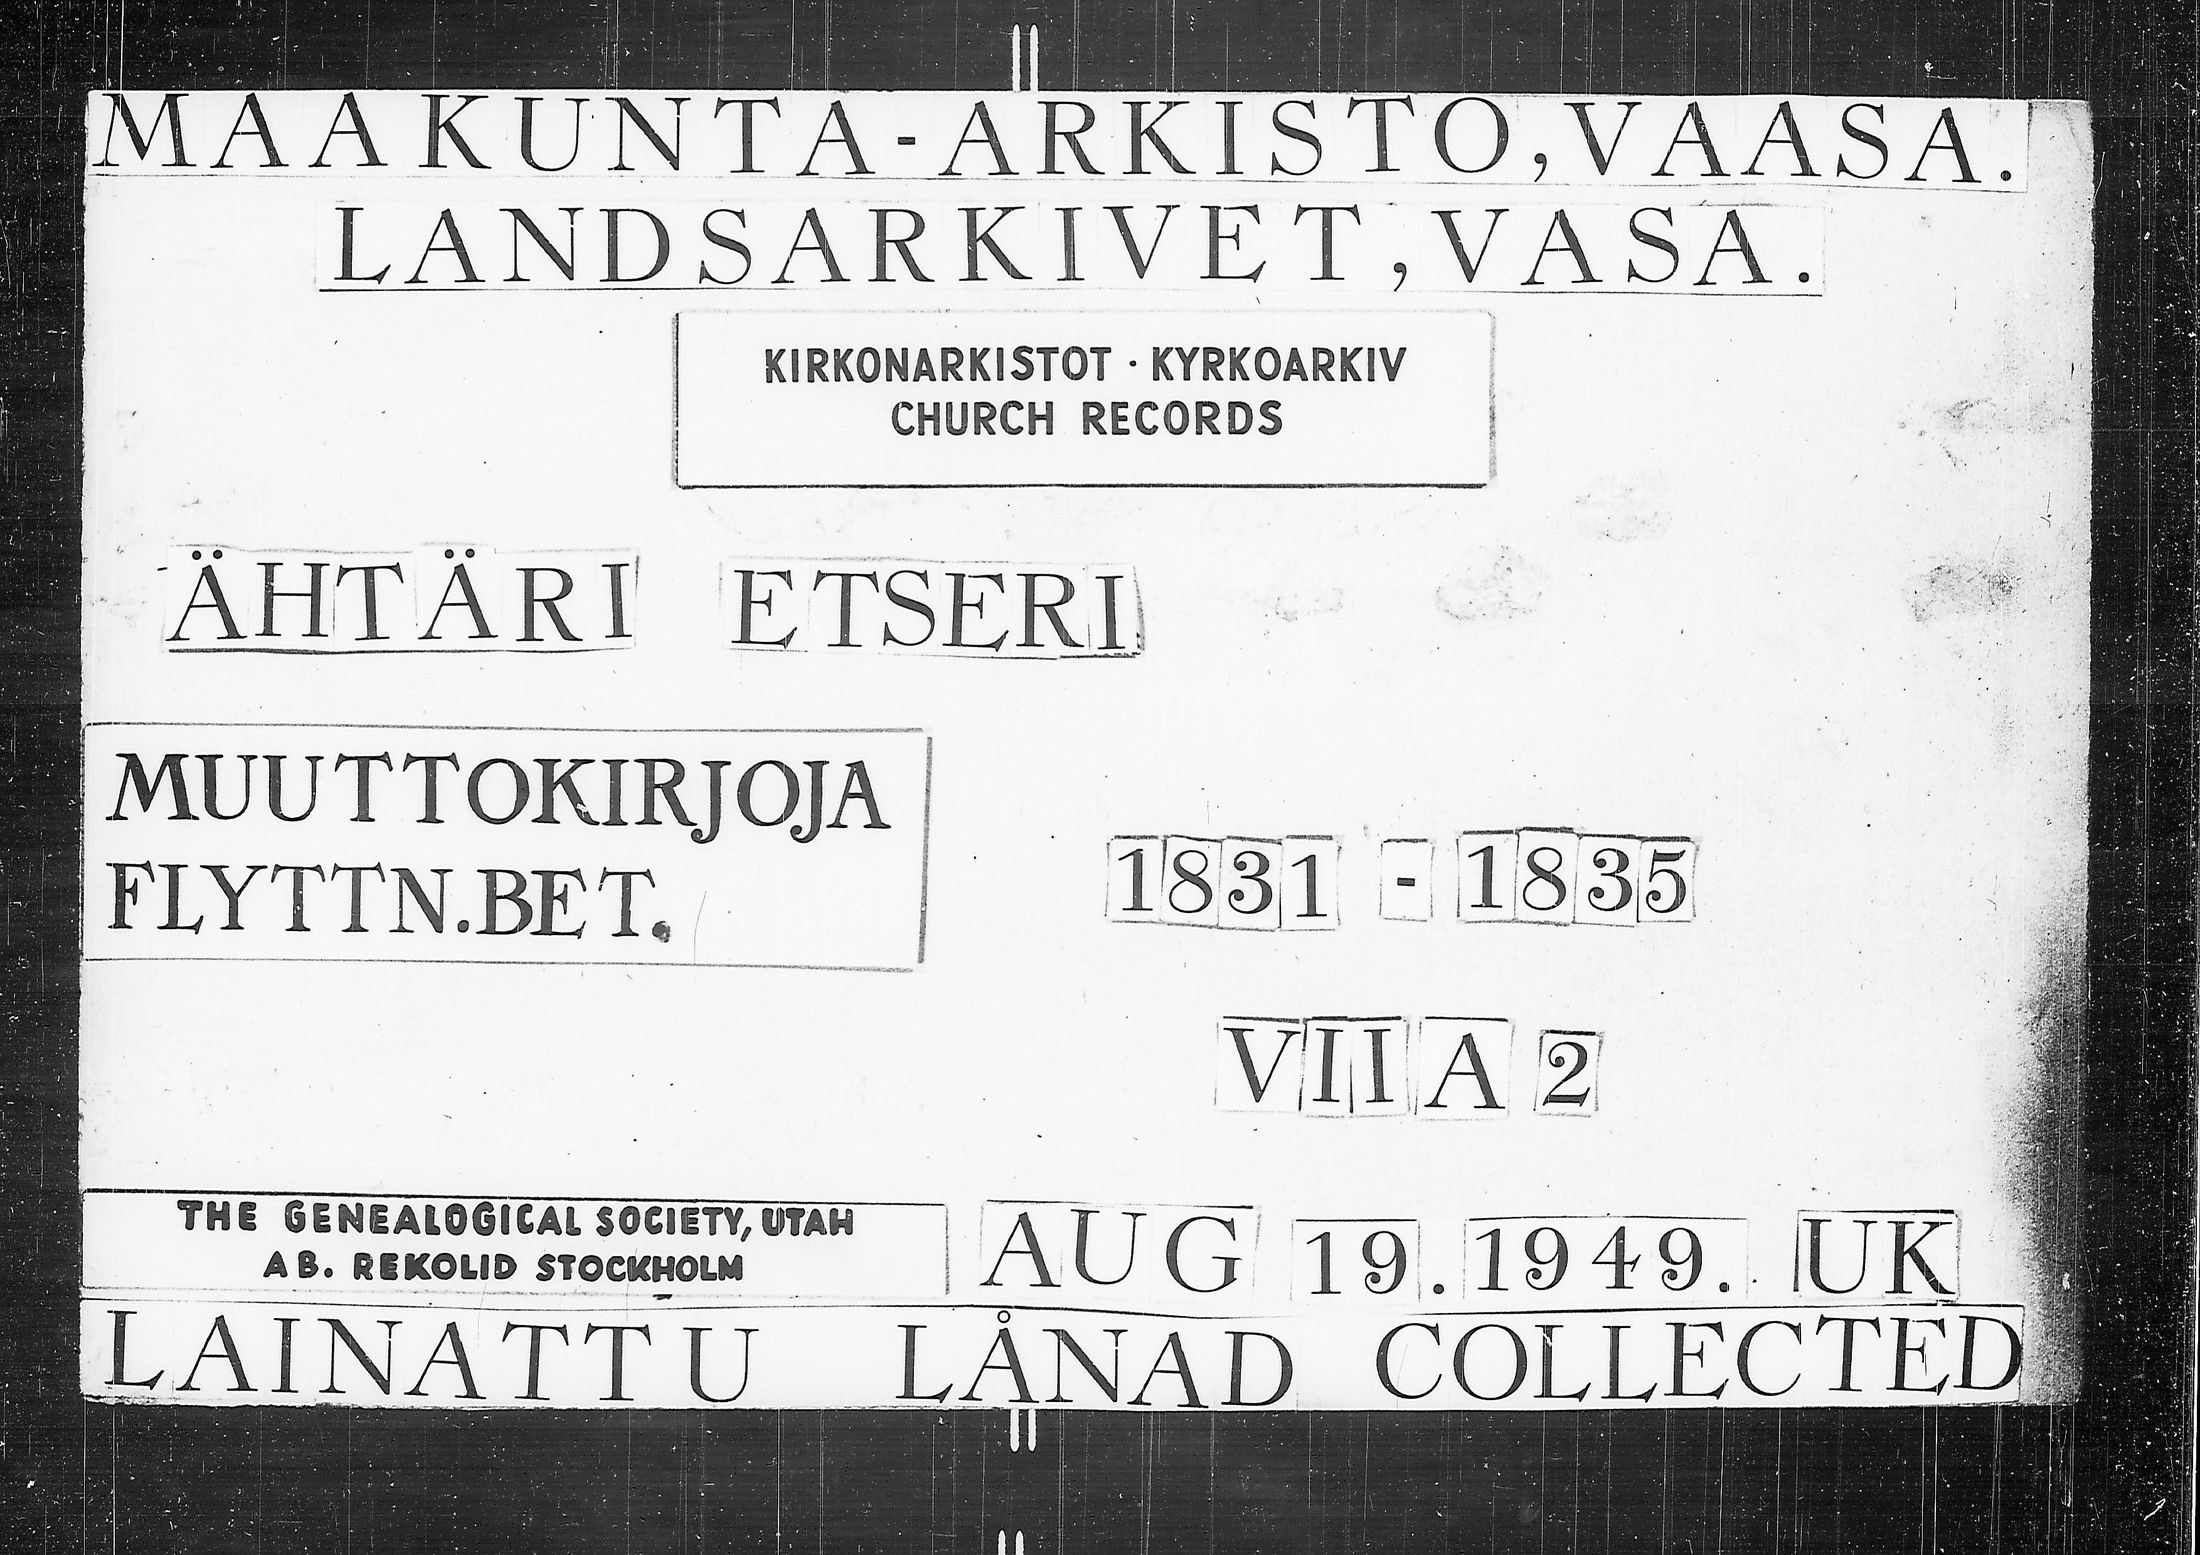 MAAKUNTA-ARKISTO, VAASA.
LANDSARKIVET, VASA.
KIRKONARKISTOT · KYRKOARKIV
CHURCH RECORDS
ÄHTÄRI ETSERI
MUUTTOKIRJOJA
FLYTTN.BET.
1831 - 1835
VII A 2
THE GENEALOGICAL SOCIETY, UTAH
AB. REKOLID STOCKHOLM
AUG 19. 1949. UK
LAINATTU LÅNAD COLLECTED